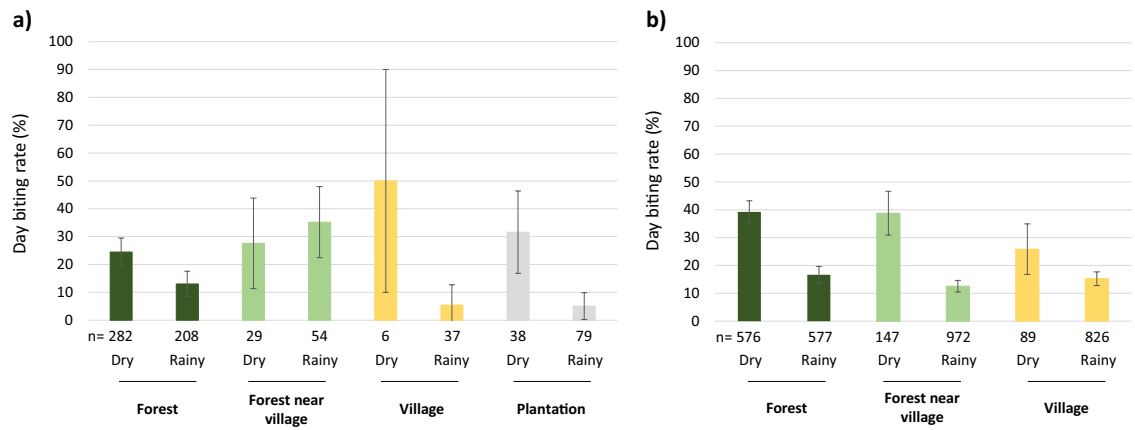 a)
Day biting rate (%)
100
90
80
70
60
50
40
30
20
10
0
n= 282 208 29 54 6 37 38 79
Dry Rainy Dry Rainy Dry Rainy Dry Rainy
Forest Forest near village Village Plantation
b)
Day biting rate (%)
100
90
80
70
60
50
40
30
20
10
0
n= 576 577 147 972 89 826
Dry Rainy Dry Rainy Dry Rainy
Forest Forest near village Village